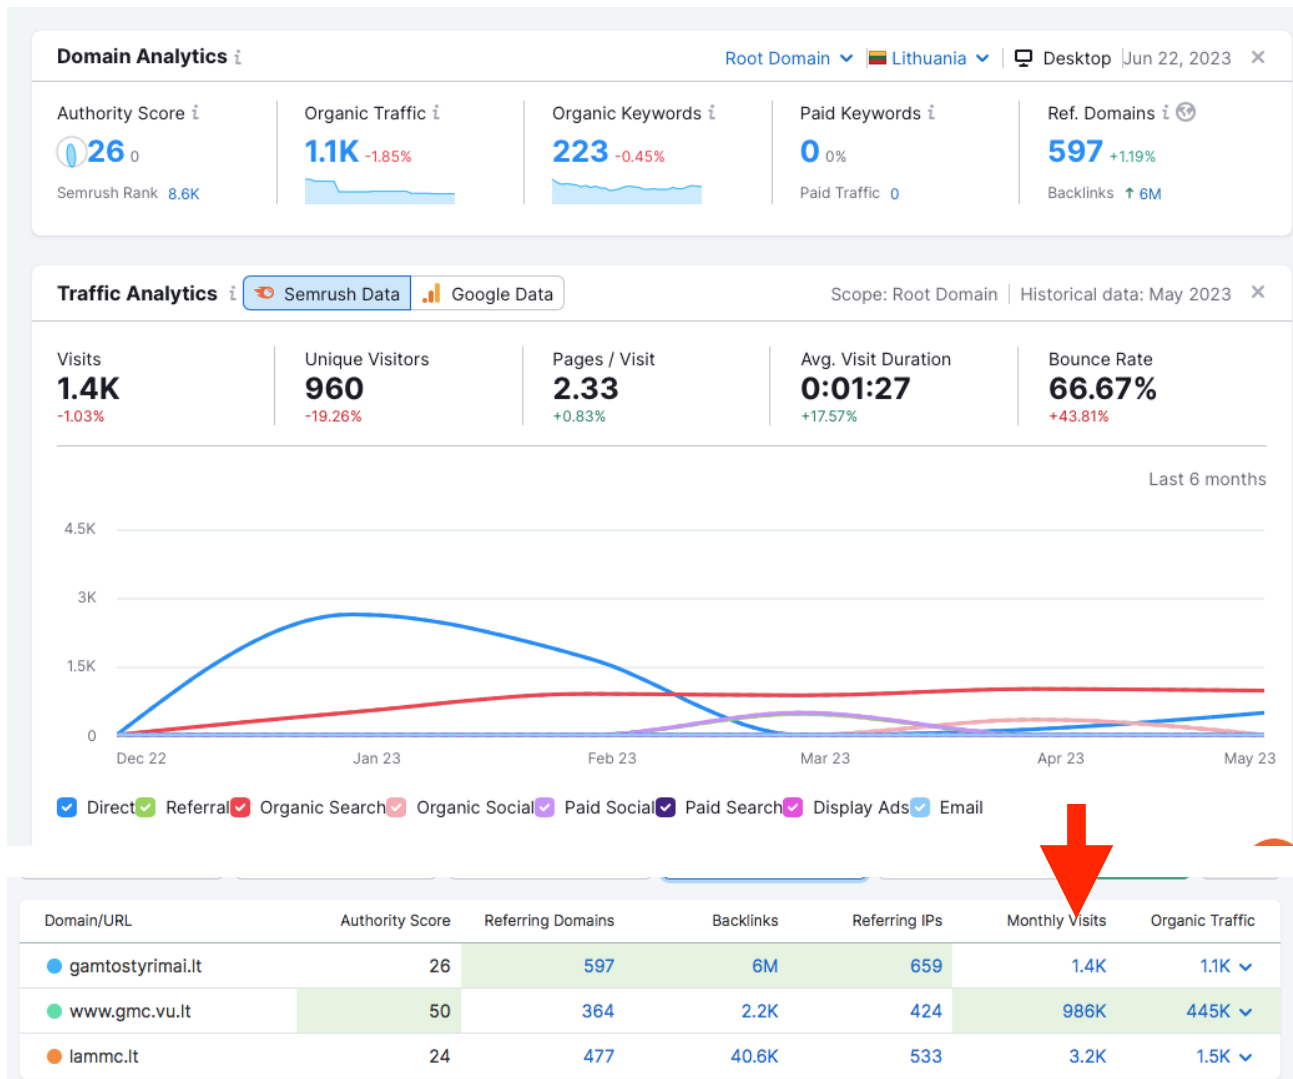 Domain Analytics i Root Domain Lithuania Desktop Jun 22, 2023
Authority Score i Organic Traffic i Organic Keywords i Paid Keywords i Ref. Domains i
26 0 1.1K -1.85% 223 -0.45% 0 0% 597 +1.19%
Semrush Rank 8.6K Paid Traffic 0 Backlinks ↑ 6M
Traffic Analytics i Semrush Data Google Data Scope: Root Domain Historical data: May 2023
Visits Unique Visitors Pages / Visit Avg. Visit Duration Bounce Rate
1.4K 960 2.33 0:01:27 66.67%
-1.03% -19.26% +0.83% +17.57% +43.81%
Last 6 months
4.5K
3K
1.5K
0
Dec 22 Jan 23 Feb 23 Mar 23 Apr 23 May 23
Direct Referral Organic Search Organic Social Paid Social Paid Search Display Ads Email
Domain/URL Authority Score Referring Domains Backlinks Referring IPs Monthly Visits Organic Traffic
gamtostyrimai.lt 26 597 6M 659 1.4K 1.1K
www.gmc.vu.lt 50 364 2.2K 424 986K 445K
lammc.lt 24 477 40.6K 533 3.2K 1.5K